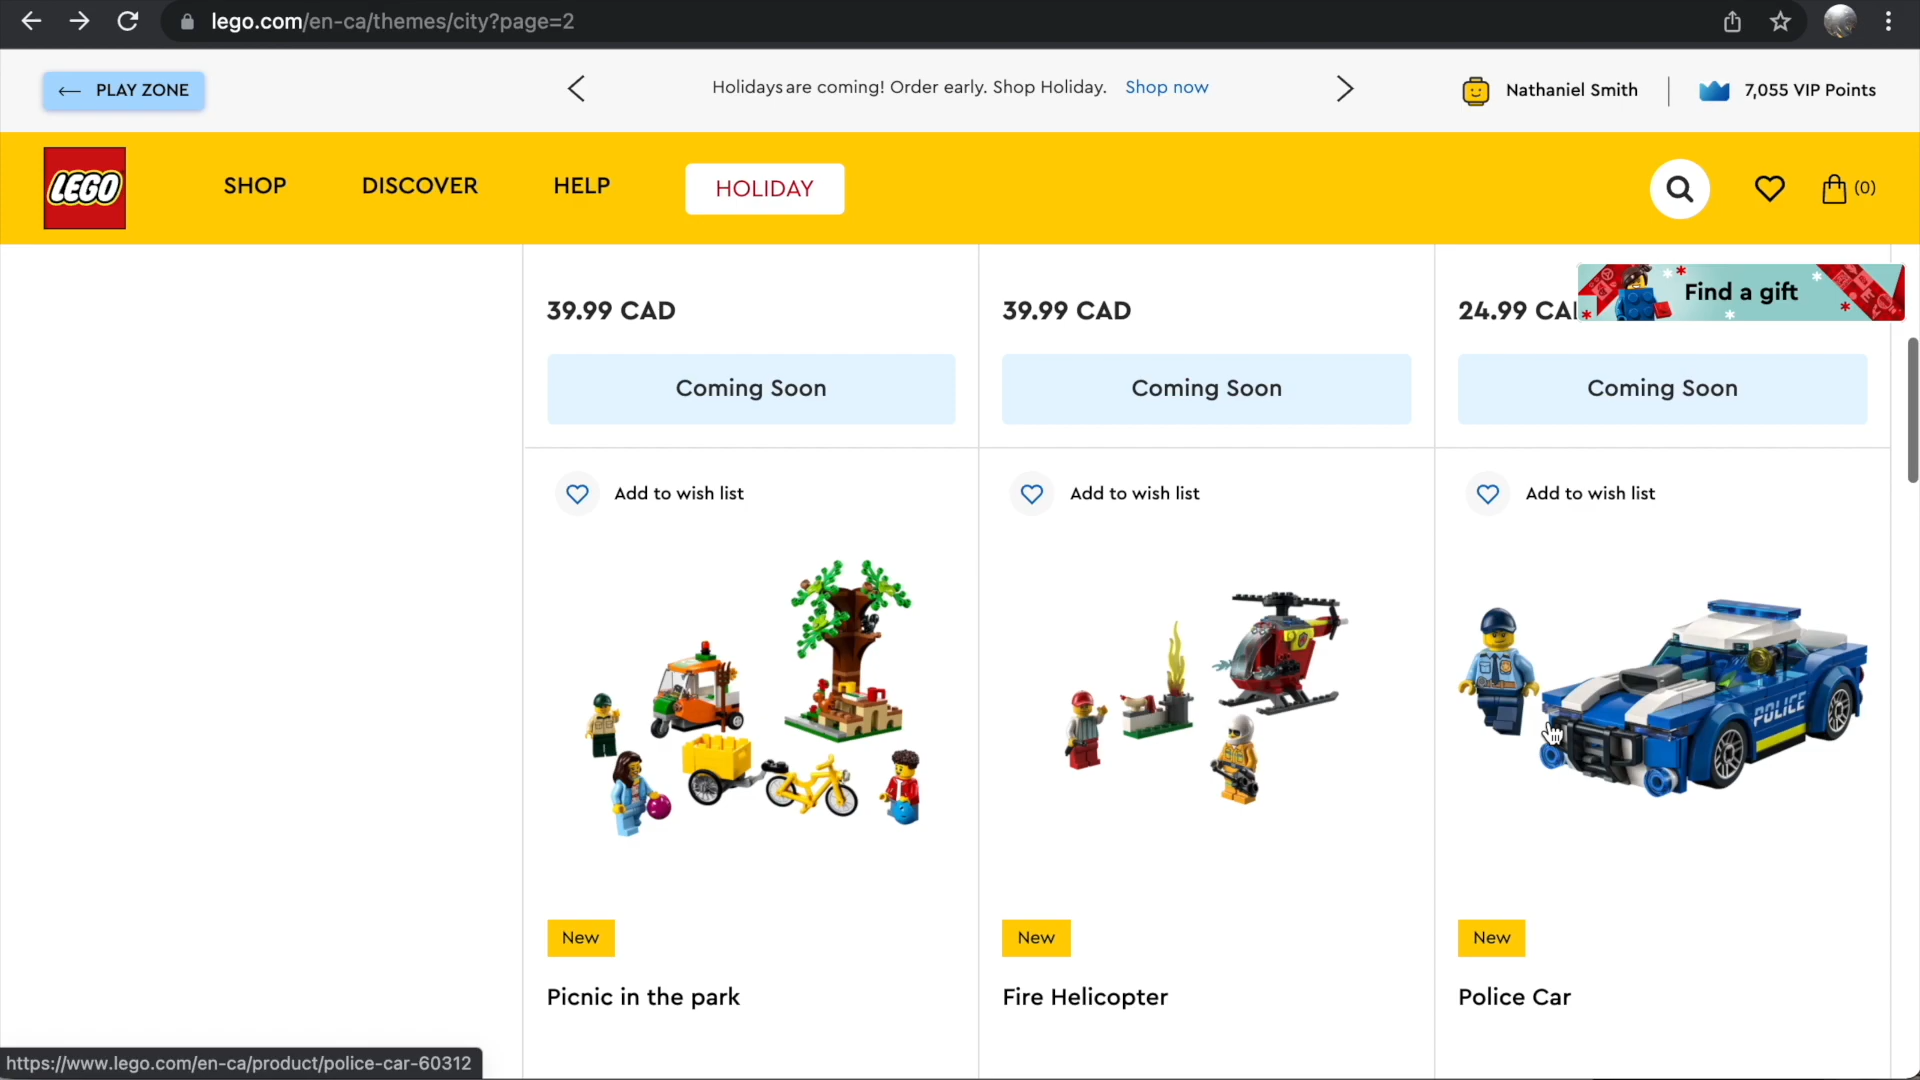 lego.com/en-ca/themes/city?page=2
PLAY ZONE
Holidays are coming! Order early. Shop Holiday. Shop now
Nathaniel Smith
7,055 VIP Points
LEGO
SHOP
DISCOVER
HELP
HOLIDAY
(0)
Find a gift
39.99 CAD
39.99 CAD
24.99 CA
Coming Soon
Coming Soon
Coming Soon
Add to wish list
Add to wish list
Add to wish list
POLICE
New
New
New
Picnic in the park
Fire Helicopter
Police Car
https://www.lego.com/en-ca/product/police-car-60312